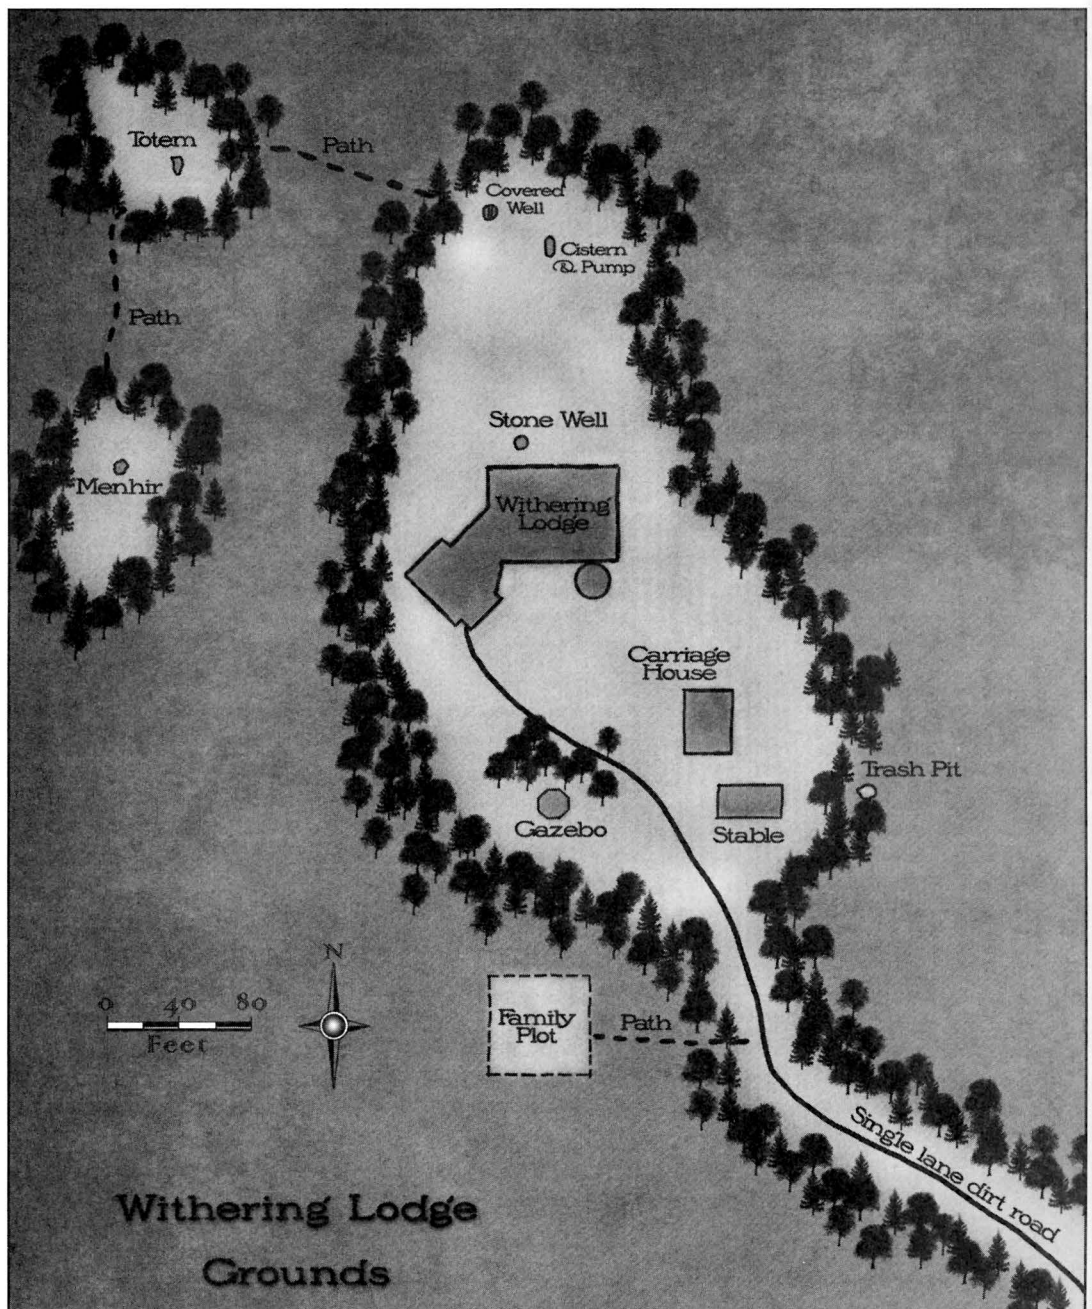 Totem
Path
Covered
Well
Cistern
& Pump
Path
Stone Well
Menhir
Withering
Lodge
Carriage
House
Trash Pit
Gazebo
Stable
N
0 40 80
Feet
Family
Plot
Path
Single lane dirt road
Withering Lodge
Grounds